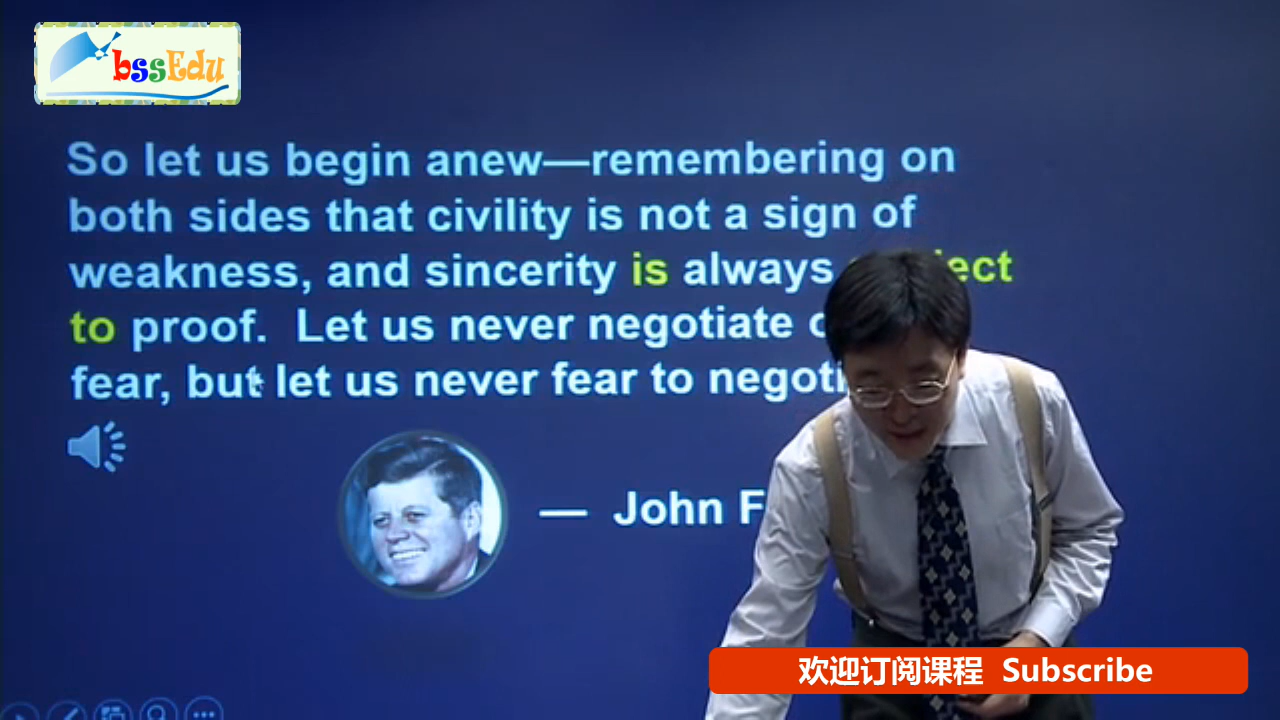 bssEdu
So let us begin anew—remembering on
both sides that civility is not a sign of
weakness, and sincerity is always ject
to proof. Let us never negotiate
fear, but let us never fear to negoti
— John F
欢迎订阅课程 Subscribe